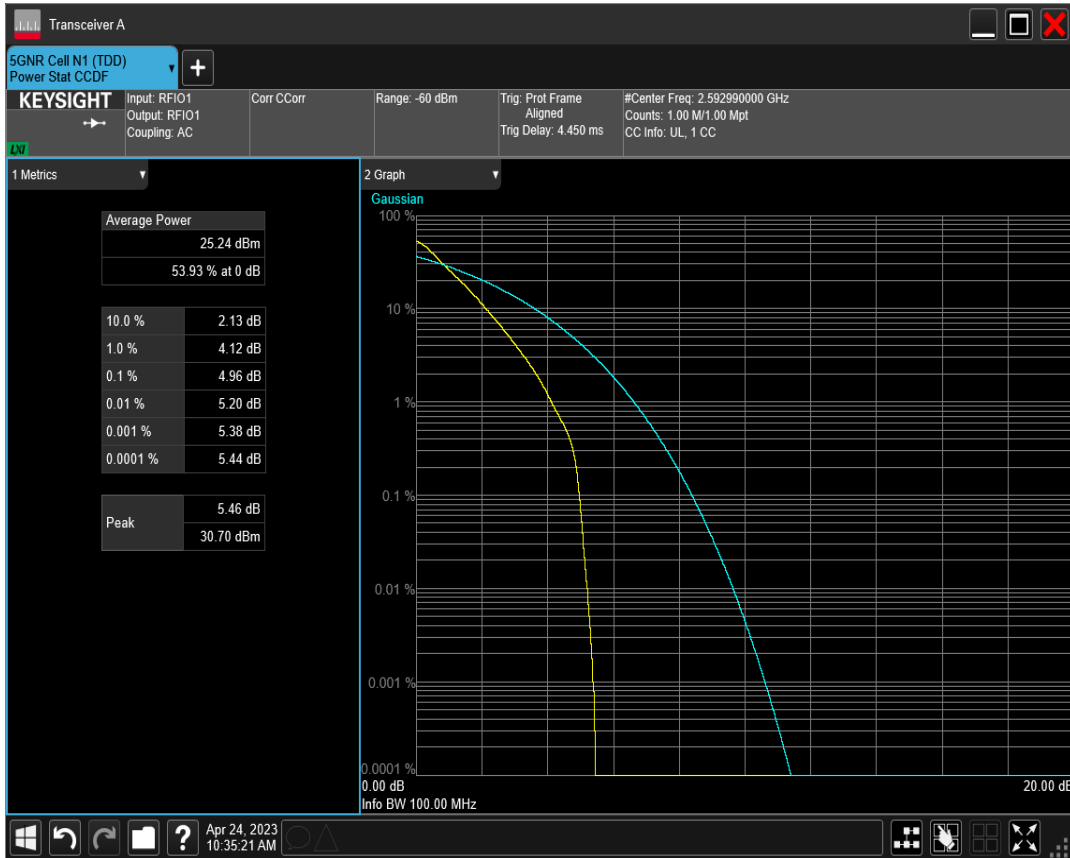 Transceiver A
5GNR Cell N1 (TDD)
Power Stat CCDF
+
KEYSIGHT
LXI
Input: RFIO1
Output: RFIO1
Coupling: AC
Corr CCorr
Range: -60 dBm
Trig: Prot Frame
Aligned
Trig Delay: 4.450 ms
#Center Freq: 2.592990000 GHz
Counts: 1.00 M/1.00 Mpt
CC Info: UL, 1 CC
1 Metrics
Average Power
25.24 dBm
53.93 % at 0 dB
10.0 % 2.13 dB
1.0 % 4.12 dB
0.1 % 4.96 dB
0.01 % 5.20 dB
0.001 % 5.38 dB
0.0001 % 5.44 dB
Peak
5.46 dB
30.70 dBm
2 Graph
Gaussian
100 %
10 %
1 %
0.1 %
0.01 %
0.001 %
0.0001 %
0.00 dB 20.00 dB
Info BW 100.00 MHz
?
Apr 24, 2023
10:35:21 AM